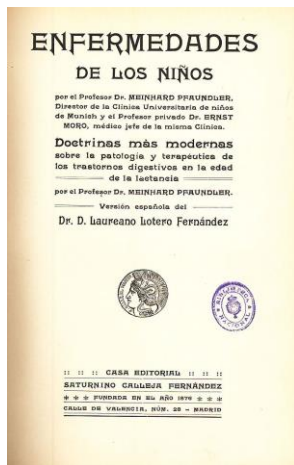 ENFERMEDADES
DE LOS NIÑOS
por el Profesor Dr. MEINHARD PFAUNDLER,
Director de la Clínica Universitaria de niños
de Munich y el Profesor privado Dr. ERNST
MORO, médico jefe de la misma Clínica.
Doctrinas más modernas
sobre la patología y terapéutica de
los trastornos digestivos en la edad
de la lactancia
por el Profesor Dr. MEINHARD PFAUNDLER.
Versión española del
Dr. D. Laureano Lotero Fernández
BIBLIOTECA
NACIONAL
:: :: :: CASA EDITORIAL :: :: ::
SATURNINO CALLEJA FERNÁNDEZ
FUNDADA EN EL AÑO 1876
CALLE DE VALENCIA, NÚM. 28 - MADRID